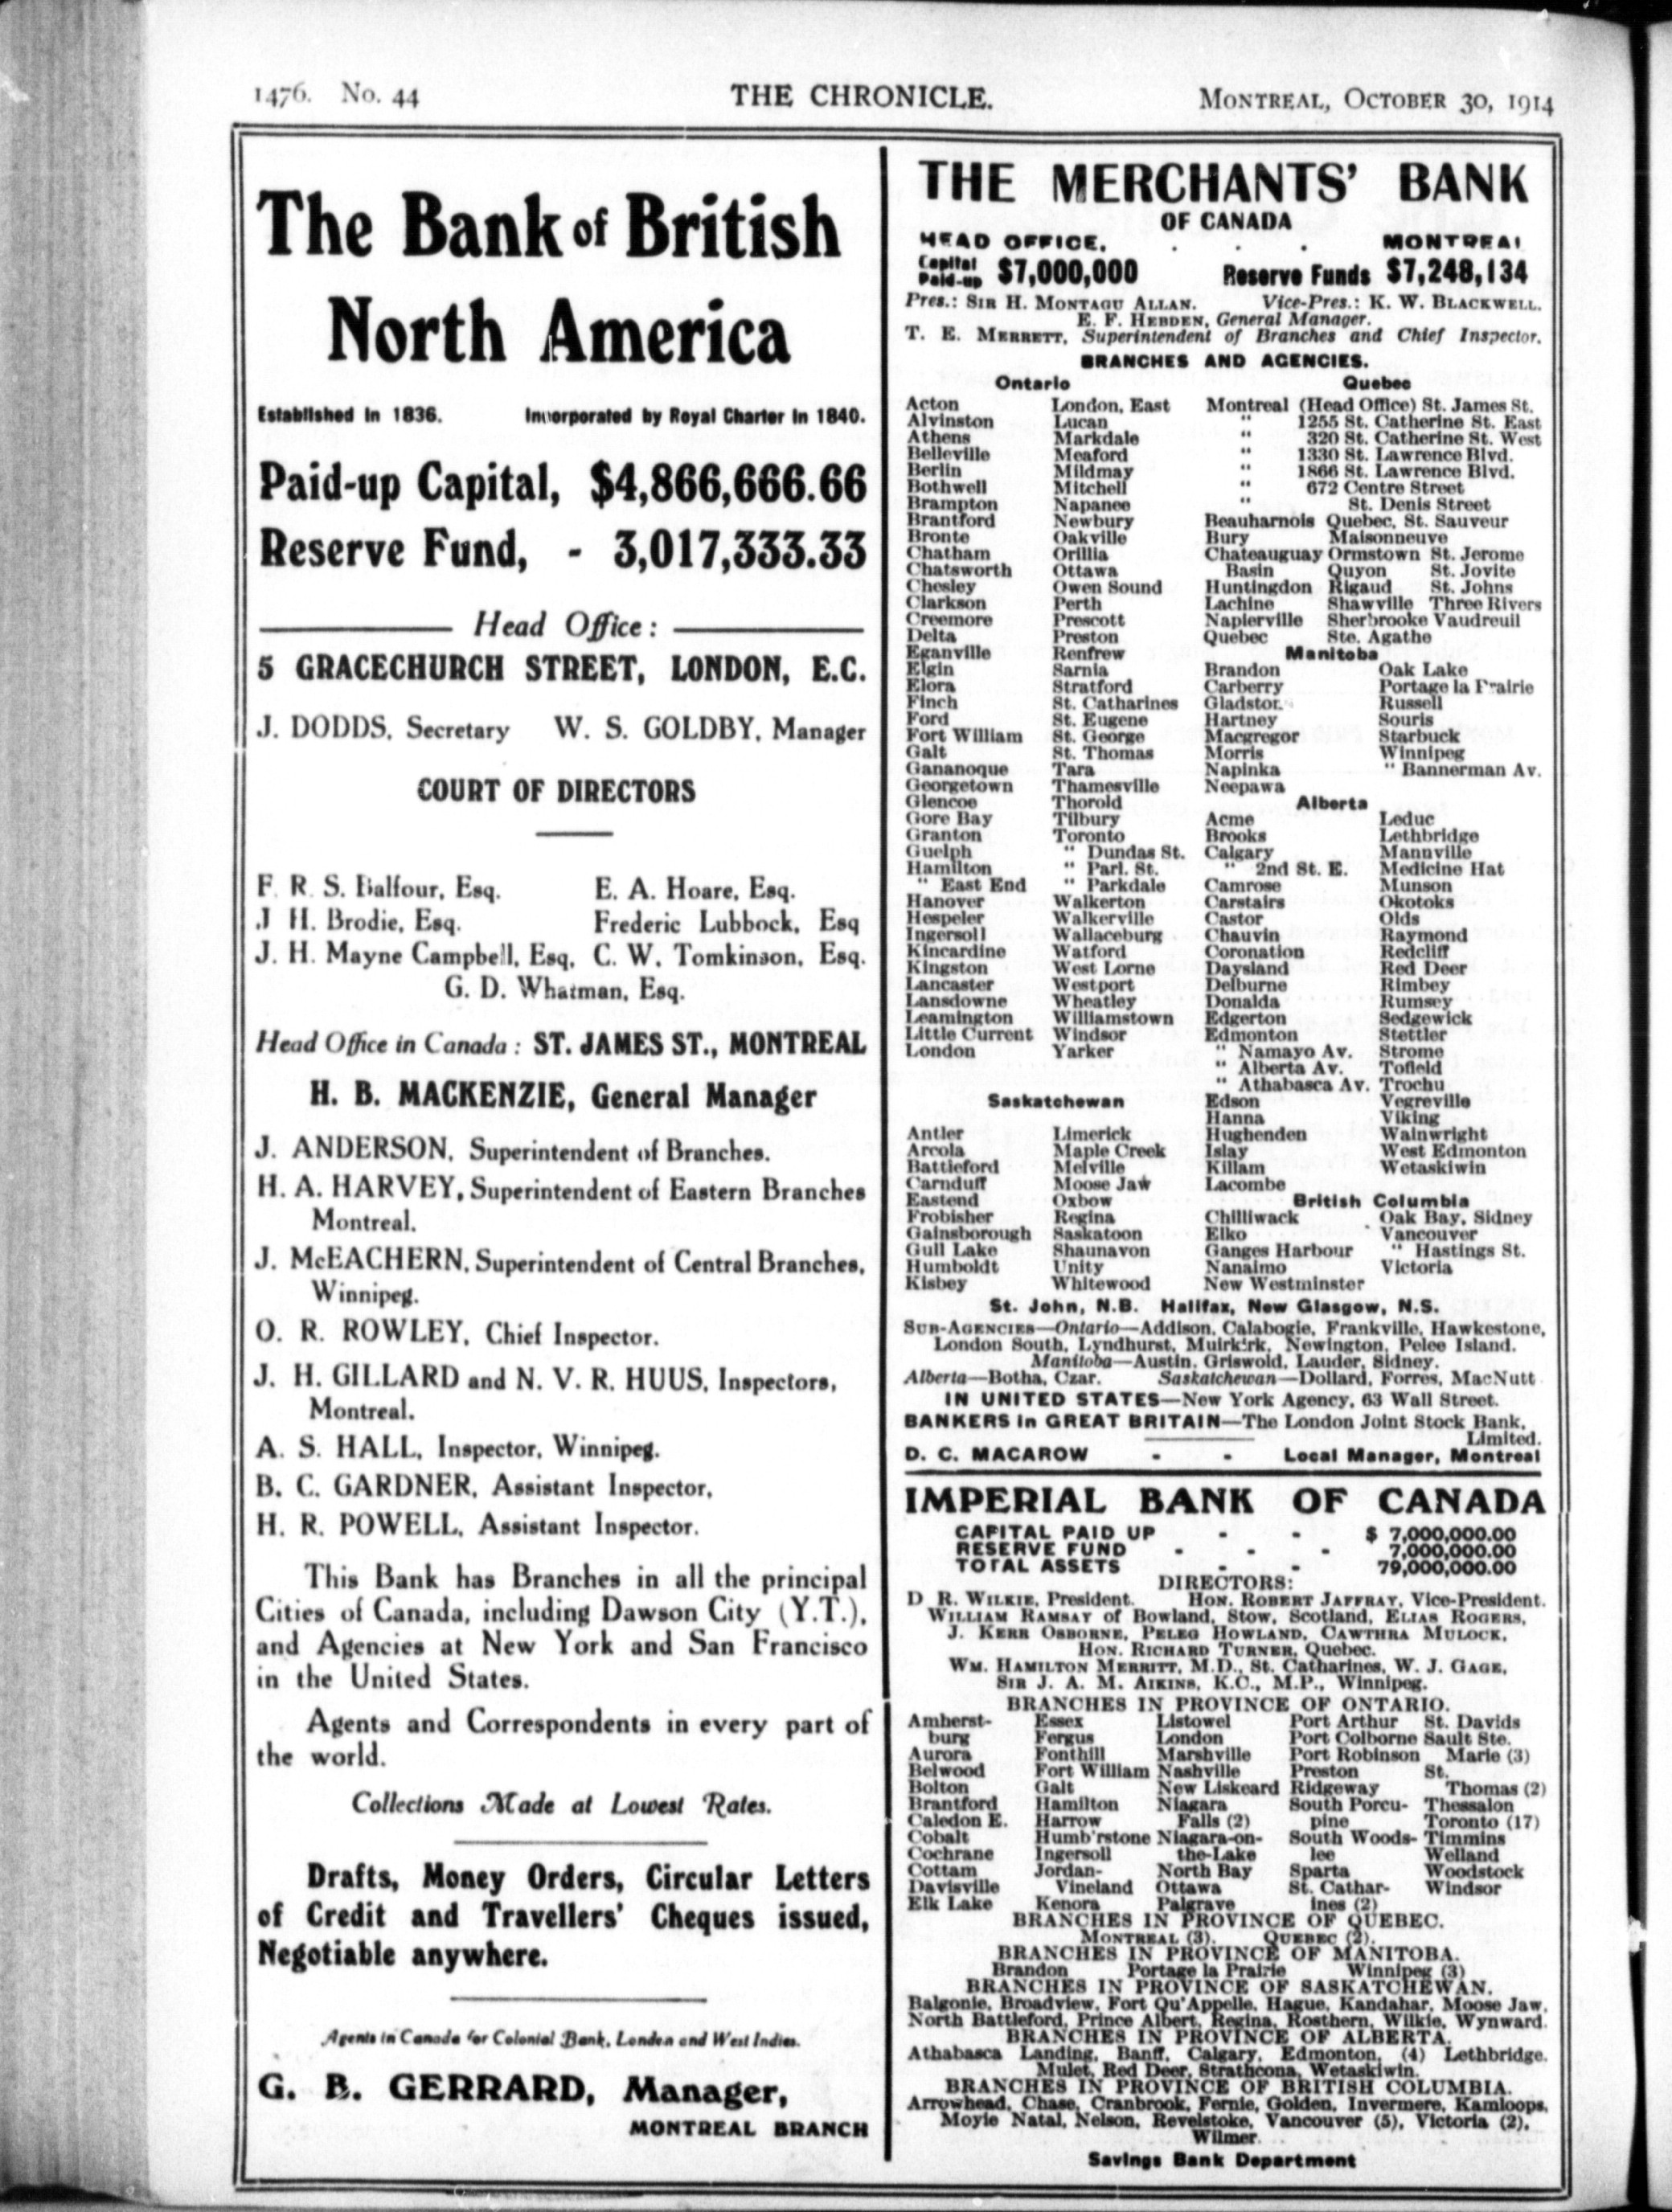 1476. No. 44 THE CHRONICLE. MONTREAL, OCTOBER 30, 1914
The Bank of British
North America
Established in 1836. Incorporated by Royal Charter in 1840.
Paid-up Capital, $4,866,666.66
Reserve Fund, - 3,017,333.33
Head Office :
5 GRACECHURCH STREET, LONDON, E.C.
J. DODDS, Secretary W. S. GOLDBY, Manager
COURT OF DIRECTORS
F. R. S. Balfour, Esq. E. A. Hoare, Esq.
J. H. Brodie, Esq. Frederic Lubbock, Esq
J. H. Mayne Campbell, Esq, C. W. Tomkinson, Esq.
G. D. Whatman, Esq.
Head Office in Canada : ST. JAMES ST., MONTREAL
H. B. MACKENZIE, General Manager
J. ANDERSON, Superintendent of Branches.
H. A. HARVEY, Superintendent of Eastern Branches
Montreal.
J. McEACHERN, Superintendent of Central Branches,
Winnipeg.
O. R. ROWLEY, Chief Inspector.
J. H. GILLARD and N. V. R. HUUS, Inspectors,
Montreal.
A. S. HALL, Inspector, Winnipeg.
B. C. GARDNER, Assistant Inspector,
H. R. POWELL, Assistant Inspector.
This Bank has Branches in all the principal
Cities of Canada, including Dawson City (Y.T.),
and Agencies at New York and San Francisco
in the United States.
Agents and Correspondents in every part of
the world.
Collections Made at Lowest Rates.
Drafts, Money Orders, Circular Letters
of Credit and Travellers' Cheques issued,
Negotiable anywhere.
Agents in Canada for Colonial Bank, London and West Indies.
G. B. GERRARD, Manager,
MONTREAL BRANCH
THE MERCHANTS' BANK
OF CANADA
HEAD OFFICE, . . . MONTREAL
Capital Paid-up $7,000,000 Reserve Funds $7,248,134
Pres.: SIR H. MONTAGU ALLAN. Vice-Pres.: K. W. BLACKWELL.
E. F. HEBDEN, General Manager.
T. E. MERRETT, Superintendent of Branches and Chief Inspector.
BRANCHES AND AGENCIES.
Ontario Quebec
Acton London, East Montreal (Head Office) St. James St.
Alvinston Lucan " 1255 St. Catherine St. East
Athens Markdale " 320 St. Catherine St. West
Belleville Meaford " 1330 St. Lawrence Blvd.
Berlin Mildmay " 1866 St. Lawrence Blvd.
Bothwell Mitchell " 672 Centre Street
Brampton Napanee " St. Denis Street
Brantford Newbury Beauharnois Quebec, St. Sauveur
Bronte Oakville Bury Maisonneuve
Chatham Orillia Chateauguay Ormstown St. Jerome
Chatsworth Ottawa Basin Quyon St. Jovite
Chesley Owen Sound Huntingdon Rigaud St. Johns
Clarkson Perth Lachine Shawville Three Rivers
Creemore Prescott Napierville Sherbrooke Vaudreuil
Delta Preston Quebec Ste. Agathe
Eganville Renfrew Manitoba
Elgin Sarnia Brandon Oak Lake
Elora Stratford Carberry Portage la Prairie
Finch St. Catharines Gladstor. Russell
Ford St. Eugene Hartney Souris
Fort William St. George Macgregor Starbuck
Galt St. Thomas Morris Winnipeg
Gananoque Tara Napinka " Bannerman Av.
Georgetown Thamesville Neepawa
Glencoe Thorold Alberta
Gore Bay Tilbury Acme Leduc
Granton Toronto Brooks Lethbridge
Guelph " Dundas St. Calgary Mannville
Hamilton " Parl. St. " 2nd St. E. Medicine Hat
" East End " Parkdale Camrose Munson
Hanover Walkerton Carstairs Okotoks
Hespeler Walkerville Castor Olds
Ingersoll Wallaceburg Chauvin Raymond
Kincardine Watford Coronation Redcliff
Kingston West Lorne Daysland Red Deer
Lancaster Westport Delburne Rimbey
Lansdowne Wheatley Donalda Rumsey
Leamington Williamstown Edgerton Sedgewick
Little Current Windsor Edmonton Stettler
London Yarker " Namayo Av. Strome
" Alberta Av. Tofield
" Athabasca Av. Trochu
Saskatchewan Edson Vegreville
Hanna Viking
Antler Limerick Hughenden Wainwright
Arcola Maple Creek Islay West Edmonton
Battleford Melville Killam Wetaskiwin
Carnduff Moose Jaw Lacombe
Eastend Oxbow British Columbia
Frobisher Regina Chilliwack Oak Bay, Sidney
Gainsborough Saskatoon Elko Vancouver
Gull Lake Shaunavon Ganges Harbour " Hastings St.
Humboldt Unity Nanaimo Victoria
Kisbey Whitewood New Westminster
St. John, N.B. Halifax, New Glasgow, N.S.
SUB-AGENCIES—Ontario—Addison, Calabogie, Frankville, Hawkestone,
London South, Lyndhurst, Muirkirk, Newington, Pelee Island.
Manitoba—Austin, Griswold, Lauder, Sidney.
Alberta—Botha, Czar. Saskatchewan—Dollard, Forres, MacNutt
IN UNITED STATES—New York Agency, 63 Wall Street.
BANKERS in GREAT BRITAIN—The London Joint Stock Bank,
Limited.
D. C. MACAROW - - Local Manager, Montreal
IMPERIAL BANK OF CANADA
CAPITAL PAID UP - - $ 7,000,000.00
RESERVE FUND - - - 7,000,000.00
TOTAL ASSETS - - 79,000,000.00
DIRECTORS:
D R. WILKIE, President. HON. ROBERT JAFFRAY, Vice-President.
WILLIAM RAMSAY of Bowland, Stow, Scotland, ELIAS ROGERS,
J. KERR OSBORNE, PELEG HOWLAND, CAWTHRA MULOCK,
HON. RICHARD TURNER, Quebec.
WM. HAMILTON MERRITT, M.D., St. Catharines, W. J. GAGE,
SIR J. A. M. AIKINS, K.C., M.P., Winnipeg.
BRANCHES IN PROVINCE OF ONTARIO.
Amherst- Essex Listowel Port Arthur St. Davids
burg Fergus London Port Colborne Sault Ste.
Aurora Fonthill Marshville Port Robinson Marie (3)
Belwood Fort William Nashville Preston St.
Bolton Galt New Liskeard Ridgeway Thomas (2)
Brantford Hamilton Niagara South Porcu- Thessalon
Caledon E. Harrow Falls (2) pine Toronto (17)
Cobalt Humb'rstone Niagara-on- South Woods- Timmins
Cochrane Ingersoll the-Lake lee Welland
Cottam Jordan- North Bay Sparta Woodstock
Davisville Vineland Ottawa St. Cathar- Windsor
Elk Lake Kenora Palgrave ines (2)
BRANCHES IN PROVINCE OF QUEBEC.
MONTREAL (3). QUEBEC (2).
BRANCHES IN PROVINCE OF MANITOBA.
Brandon Portage la Prairie Winnipeg (3)
BRANCHES IN PROVINCE OF SASKATCHEWAN.
Balgonie, Broadview, Fort Qu'Appelle, Hague, Kandahar, Moose Jaw,
North Battleford, Prince Albert, Regina, Rosthern, Wilkie, Wynward.
BRANCHES IN PROVINCE OF ALBERTA.
Athabasca Landing, Banff, Calgary, Edmonton, (4) Lethbridge.
Mulet, Red Deer, Strathcona, Wetaskiwin.
BRANCHES IN PROVINCE OF BRITISH COLUMBIA.
Arrowhead, Chase, Cranbrook, Fernie, Golden, Invermere, Kamloops,
Moyie Natal, Nelson, Revelstoke, Vancouver (5), Victoria (2),
Wilmer.
Savings Bank Department